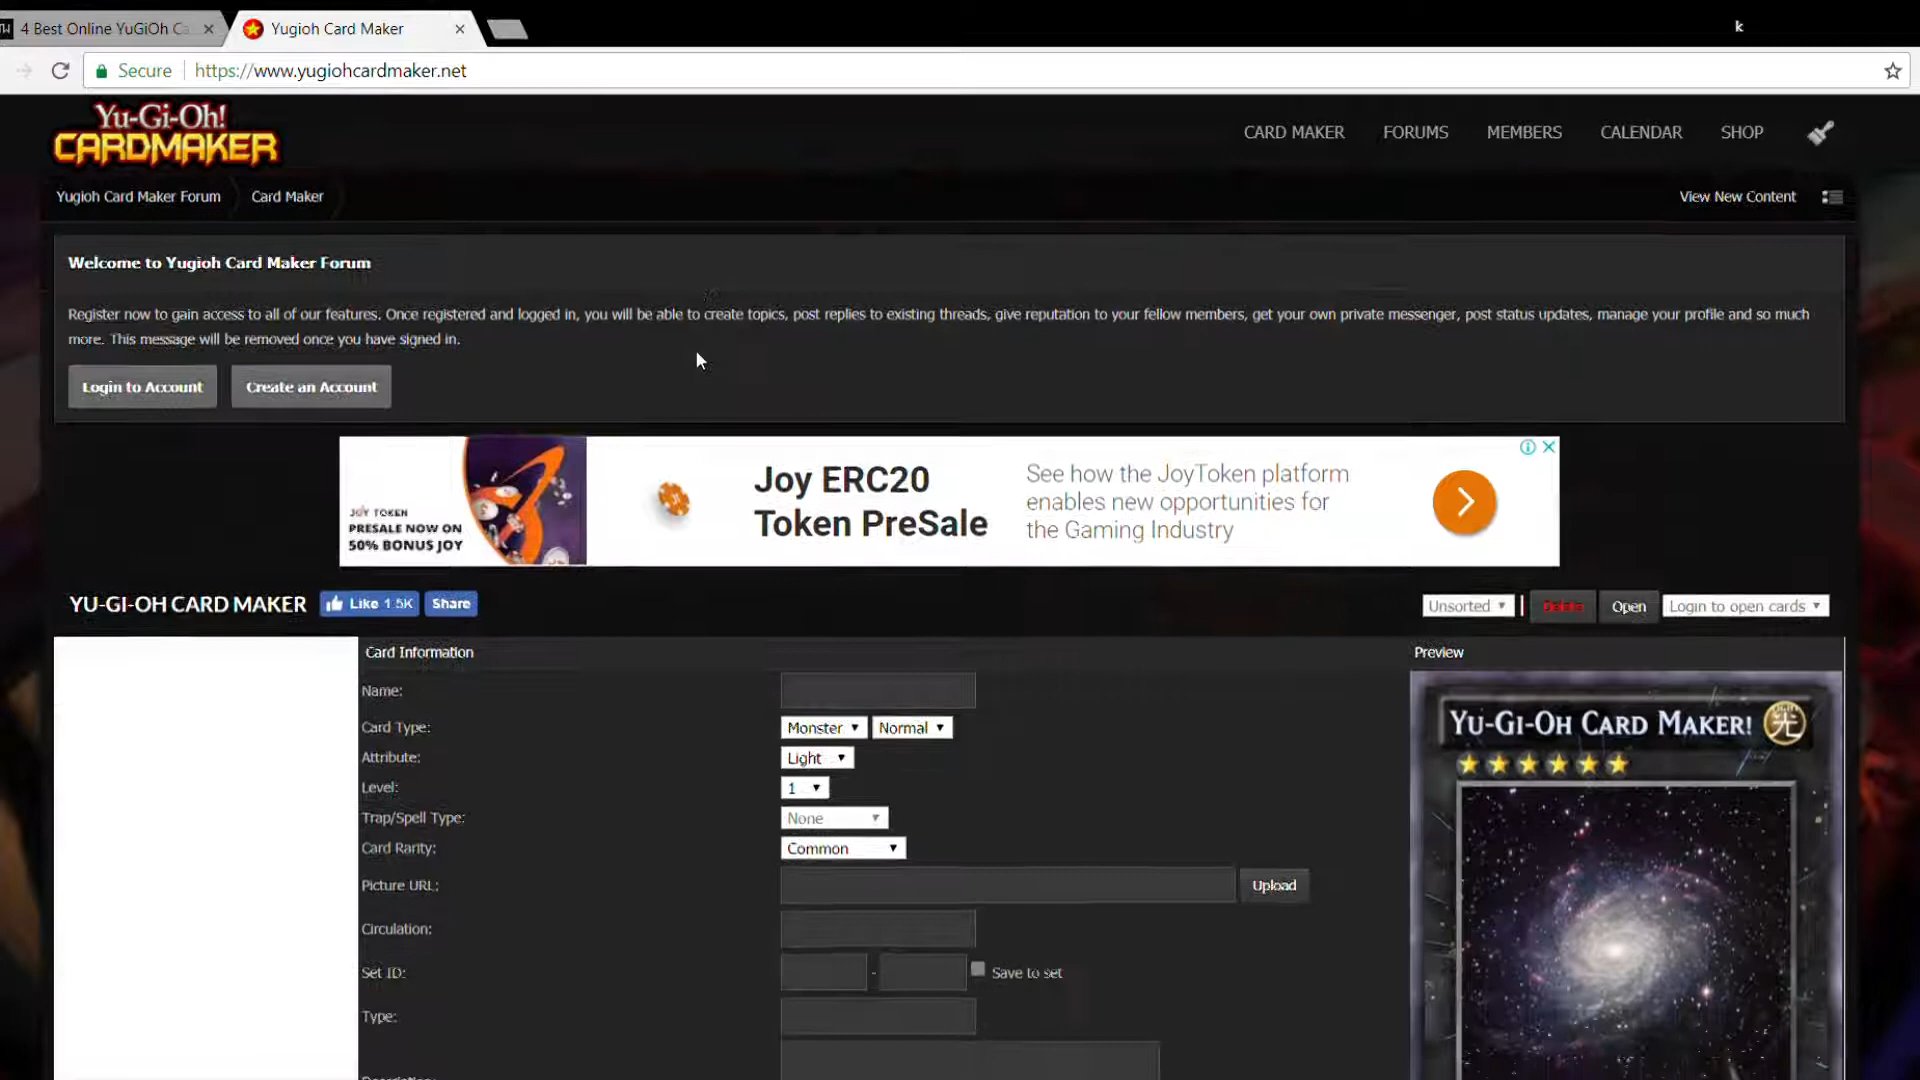 4 Best Online YuGiOh Ca
Yugioh Card Maker
k
Secure
https://www.yugiohcardmaker.net
Yu-Gi-Oh!
CARDMAKER
CARD MAKER
FORUMS
MEMBERS
CALENDAR
SHOP
Yugioh Card Maker Forum
Card Maker
View New Content
Welcome to Yugioh Card Maker Forum
Register now to gain access to all of our features. Once registered and logged in, you will be able to create topics, post replies to existing threads, give reputation to your fellow members, get your own private messenger, post status updates, manage your profile and so much
more. This message will be removed once you have signed in.
Login to Account
Create an Account
JOY TOKEN
PRESALE NOW ON
50% BONUS JOY
Joy ERC20
Token PreSale
See how the JoyToken platform
enables new opportunities for
the Gaming Industry
YU-GI-OH CARD MAKER
Like 1.5K
Share
Unsorted
Delete
Open
Login to open cards
Card Information
Preview
Name:
Card Type:
Monster
Normal
Attribute:
Light
Level:
1
Trap/Spell Type:
None
Card Rarity:
Common
Picture URL:
Upload
Circulation:
Set ID:
-
Save to set
Type:
Yu-Gi-Oh Card Maker!
光